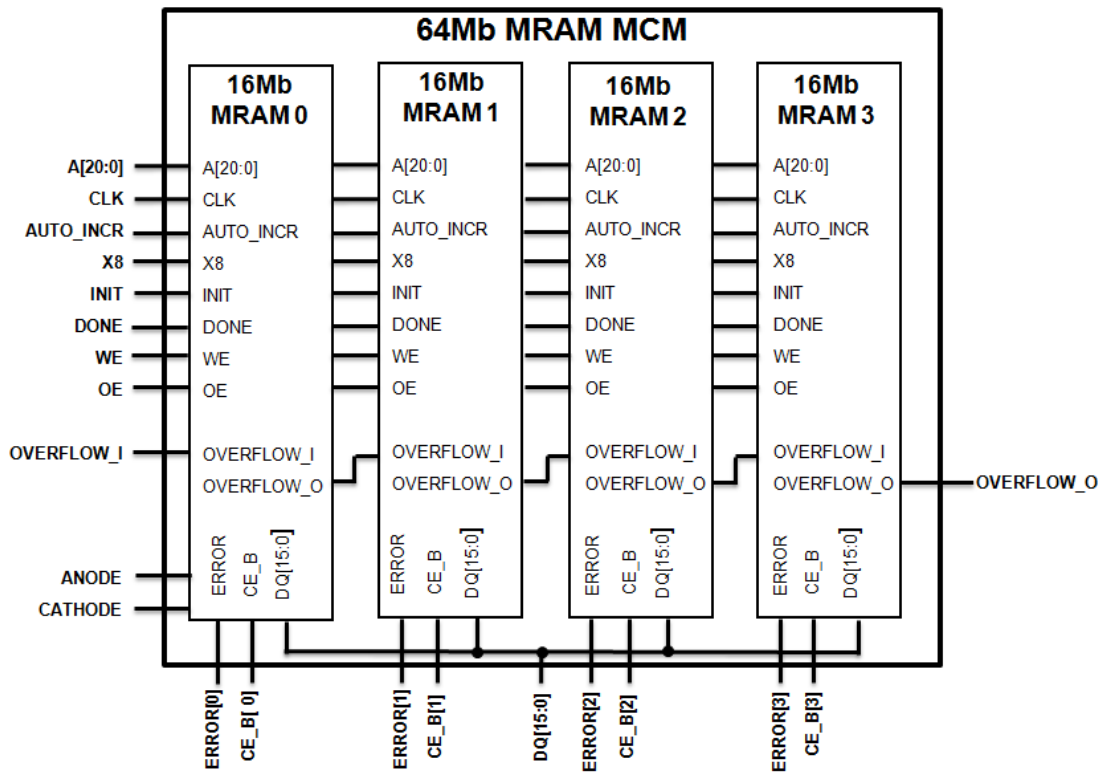 64Mb MRAM MCM
16Mb
MRAM 0
16Mb
MRAM 1
16Mb
MRAM 2
16Mb
MRAM 3
A[20:0]
CLK
AUTO_INCR
X8
INIT
DONE
WE
OE
OVERFLOW_I
ANODE
CATHODE
A[20:0]
CLK
AUTO_INCR
X8
INIT
DONE
WE
OE
OVERFLOW_I
OVERFLOW_O
ERROR
CE_B
DQ[15:0]
A[20:0]
CLK
AUTO_INCR
X8
INIT
DONE
WE
OE
OVERFLOW_I
OVERFLOW_O
ERROR
CE_B
DQ[15:0]
A[20:0]
CLK
AUTO_INCR
X8
INIT
DONE
WE
OE
OVERFLOW_I
OVERFLOW_O
ERROR
CE_B
DQ[15:0]
A[20:0]
CLK
AUTO_INCR
X8
INIT
DONE
WE
OE
OVERFLOW_I
OVERFLOW_O
ERROR
CE_B
DQ[15:0]
OVERFLOW_O
ERROR[0]
CE_B[ 0]
ERROR[1]
CE_B[1]
DQ[15:0]
ERROR[2]
CE_B[2]
ERROR[3]
CE_B[3]